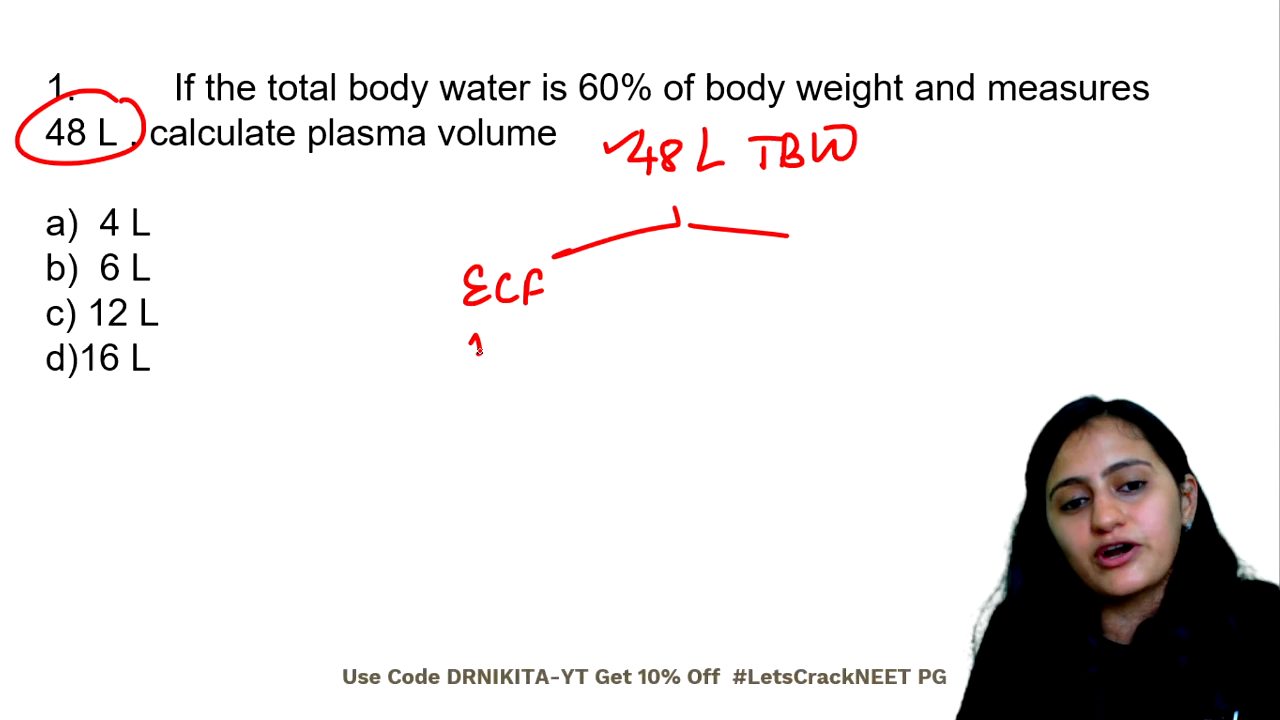 1. If the total body water is 60% of body weight and measures
48 L . calculate plasma volume
48 L TBW
a) 4 L
b) 6 L
c) 12 L
d)16 L
ECF
1
Use Code DRNIKITA-YT Get 10% Off #LetsCrackNEET PG